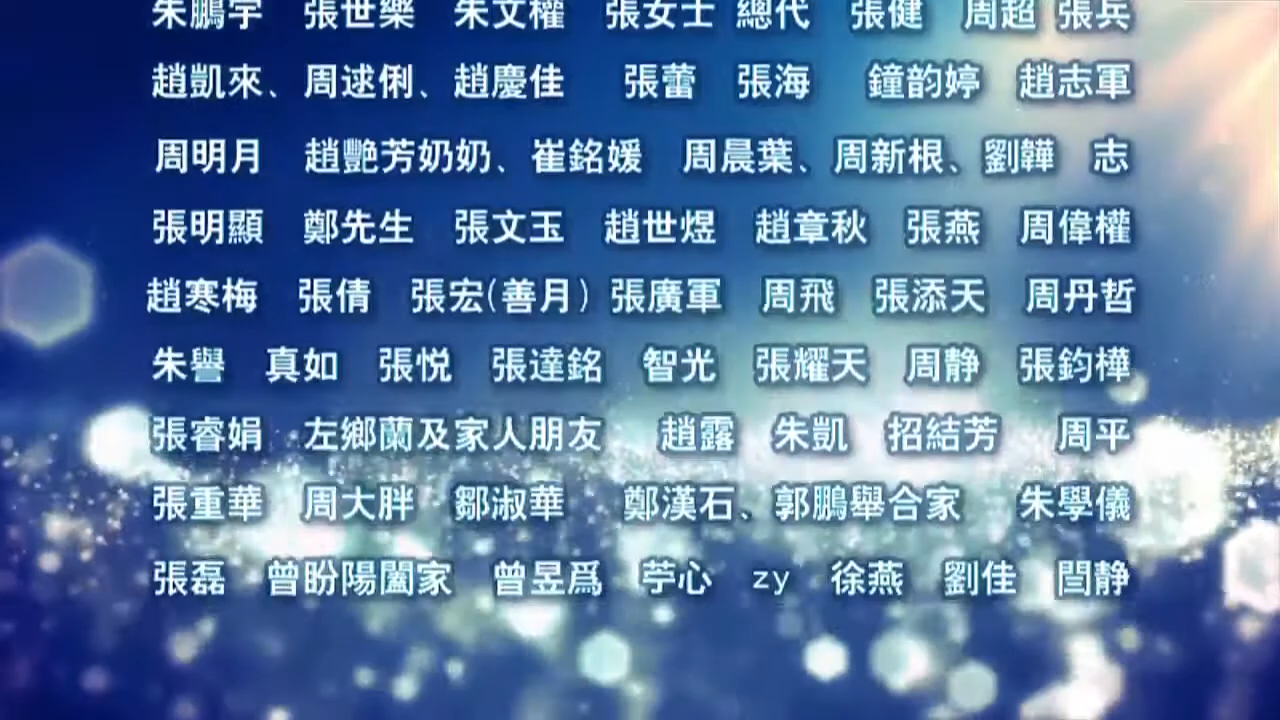 朱鵬宇 張世樂 朱文權 張女士 總代 張健 周超 張兵
趙凱來、周逑俐、趙慶佳 張蕾 張海 鐘韵婷 趙志軍
周明月 趙艷芳奶奶、崔銘媛 周晨葉、周新根、劉韡 志
張明顯 鄭先生 張文玉 趙世煜 趙章秋 張燕 周偉權
趙寒梅 張倩 張宏(善月) 張廣軍 周飛 張添天 周丹哲
朱譽 真如 張悦 張達銘 智光 張耀天 周静 張鈞樺
張睿娟 左鄉蘭及家人朋友 趙露 朱凱 招結芳 周平
張重華 周大胖 鄒淑華 鄭漢石、郭鵬舉合家 朱學儀
張磊 曾盼陽闔家 曾昱爲 苧心 zy 徐燕 劉佳 閆静